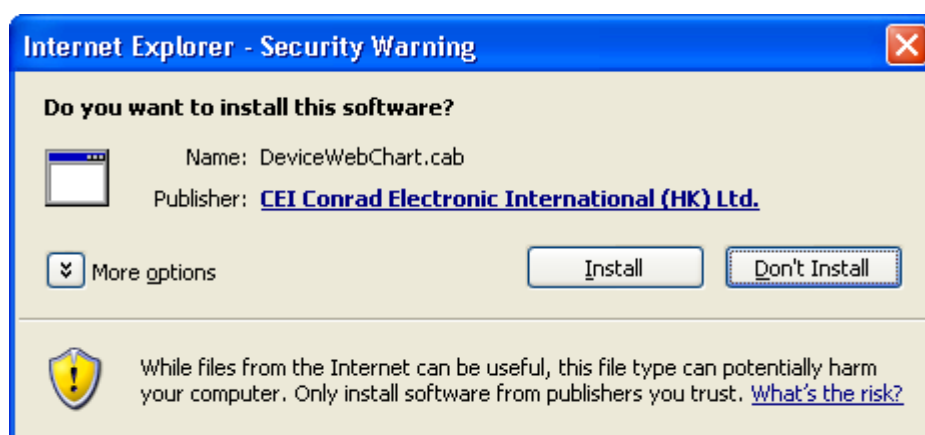 Internet Explorer - Security Warning
Do you want to install this software?
Name: DeviceWebChart.cab
Publisher: CEI Conrad Electronic International (HK) Ltd.
More options
Install
Don't Install
While files from the Internet can be useful, this file type can potentially harm
your computer. Only install software from publishers you trust. What's the risk?